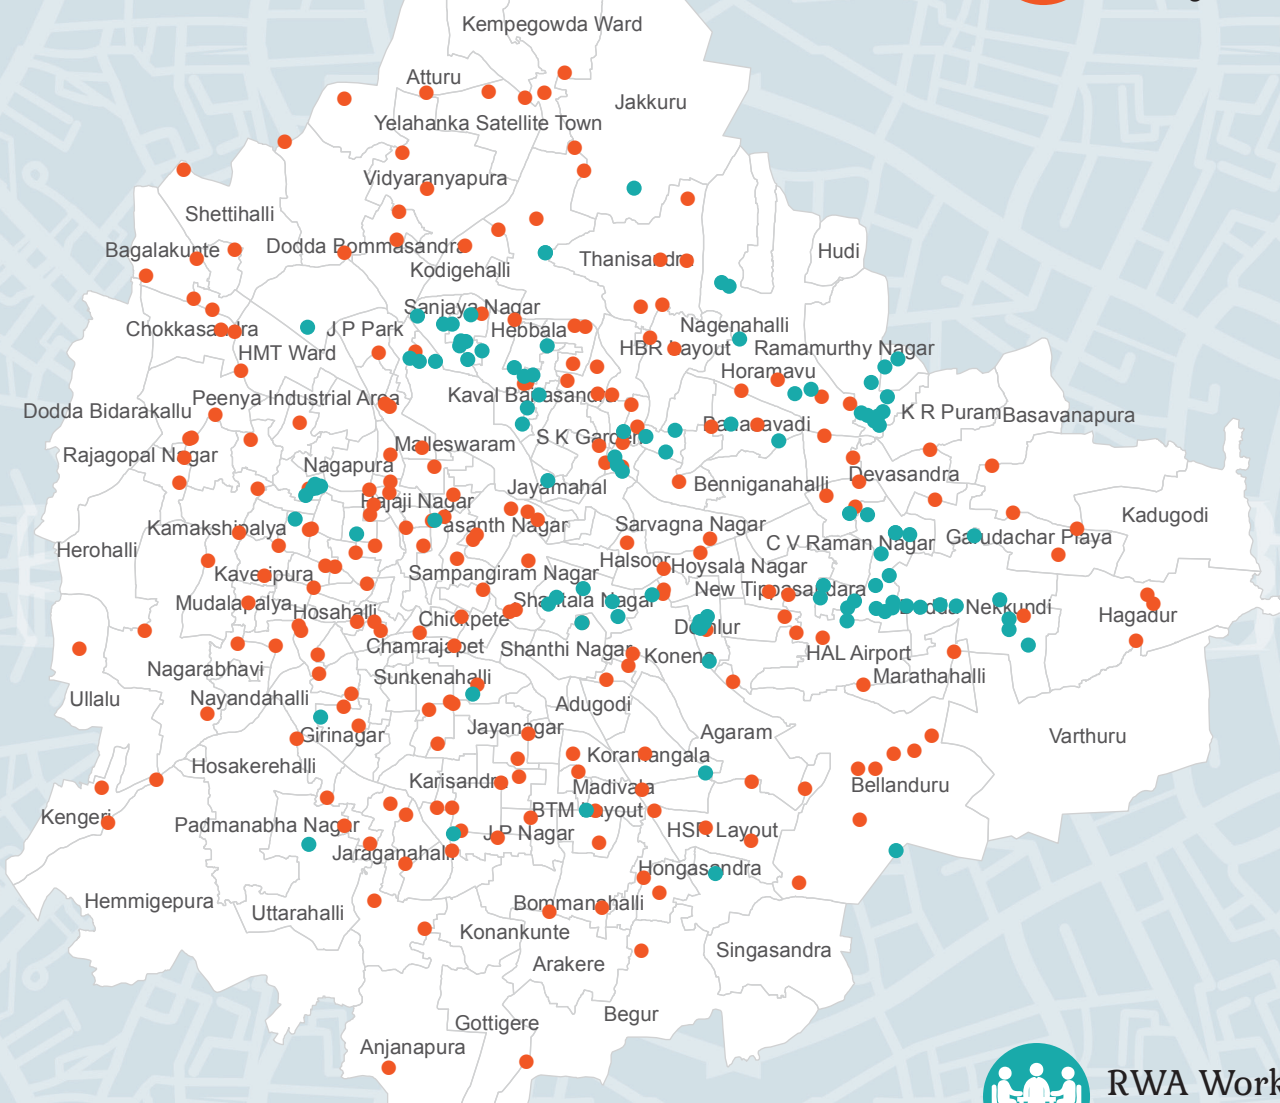 Kempegowda Ward
Atturu
Jakkuru
Yelahanka Satellite Town
Vidyaranyapura
Shettihalli
Bagalakunte
Dodda Bommasandra
Kodigehalli
Thanisandra
Hudi
Sanjaya Nagar
Chokkasandra
J P Park
Hebbala
Nagenahalli
HMT Ward
HBR Layout
Ramamurthy Nagar
Horamavu
Peenya Industrial Area
Kaval Bairasandra
Dodda Bidarakallu
K R Puram
Basavanapura
Banasavadi
S K Garden
Malleswaram
Rajagopal Nagar
Nagapura
Devasandra
Jayamahal
Benniganahalli
Rajaji Nagar
Kadugodi
Kamakshipalya
Vasanth Nagar
Sarvagna Nagar
Herohalli
C V Raman Nagar
Garudachar Playa
Halsoor
Hoysala Nagar
Kaveripura
Sampangiram Nagar
New Tippasandara
Mudalapalya
Shantala Nagar
Hosahalli
Chickpete
Dodda Nekkundi
Hagadur
Domlur
Chamrajapet
Shanthi Nagar
Konena
HAL Airport
Nagarabhavi
Sunkenahalli
Marathahalli
Ullalu
Nayandahalli
Adugodi
Girinagar
Jayanagar
Agaram
Varthuru
Hosakerehalli
Koramangala
Karisandra
Madivala
Bellanduru
Kengeri
BTM Layout
Padmanabha Nagar
J P Nagar
HSR Layout
Jaraganahalli
Hongasandra
Hemmigepura
Uttarahalli
Bommanahalli
Konankunte
Singasandra
Arakere
Begur
Gottigere
Anjanapura
RWA Work